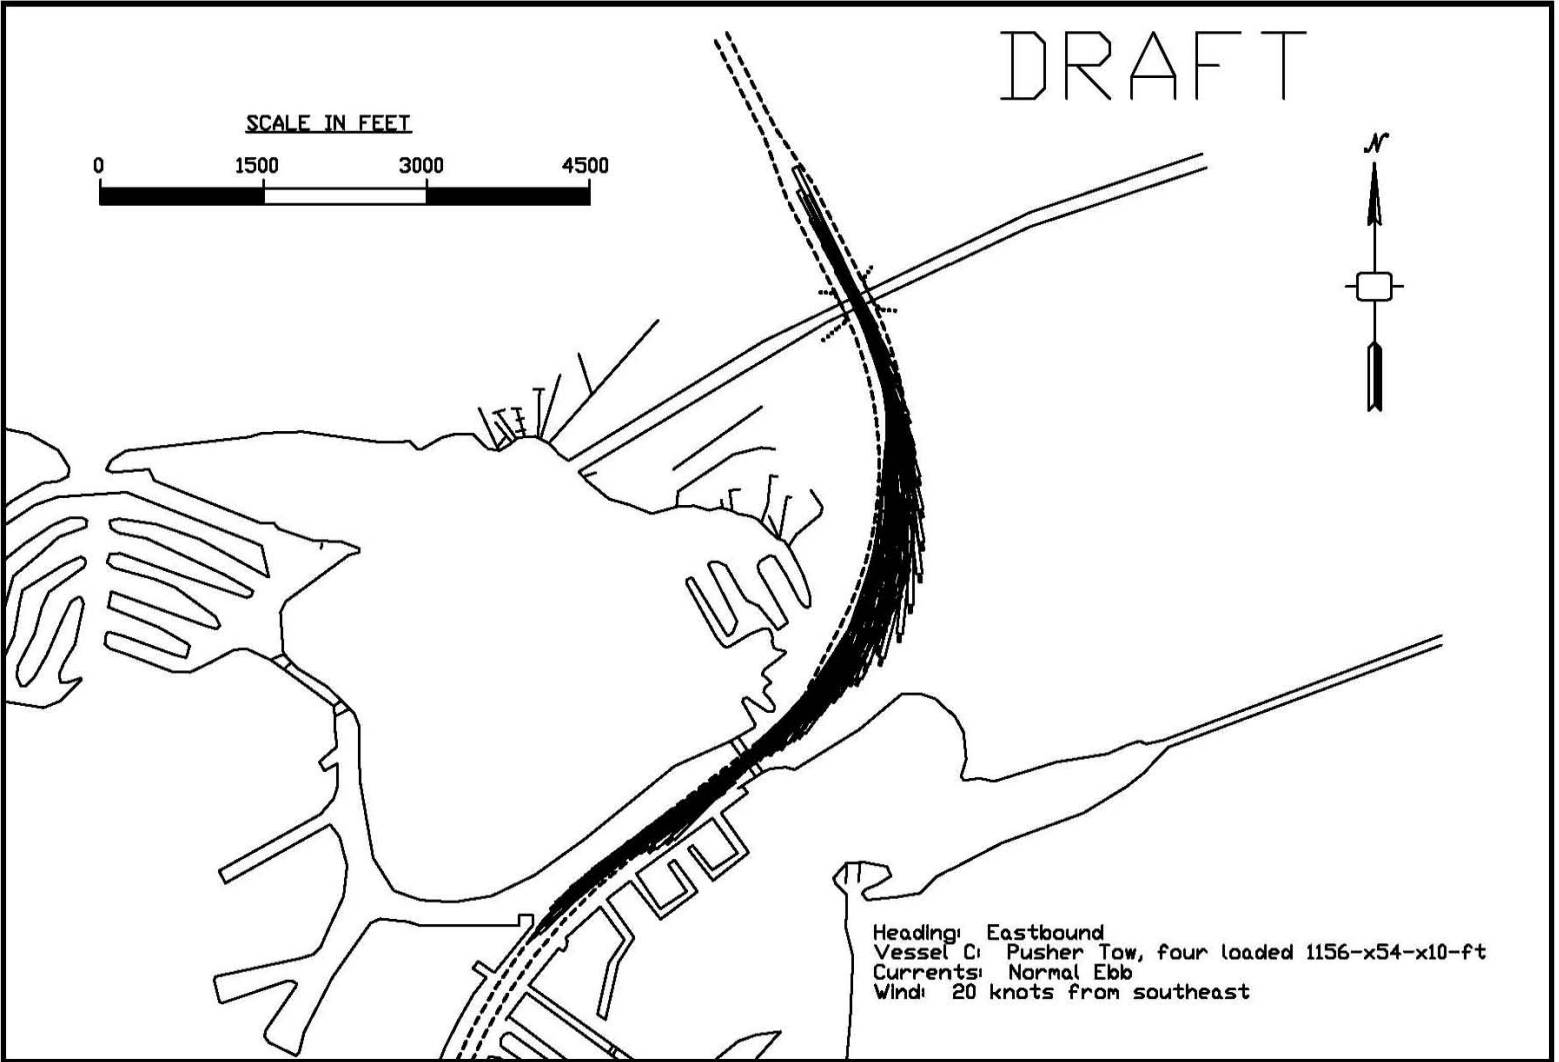 DRAFT
SCALE IN FEET
0 1500 3000 4500
N
Heading: Eastbound
Vessel C: Pusher Tow, four loaded 1156-x54-x10-ft
Currents: Normal Ebb
Wind: 20 knots from southeast